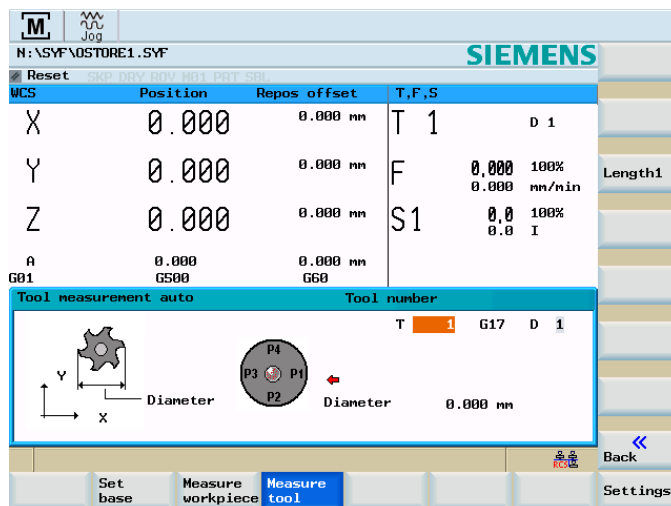 M
Jog
N:\SYF\OSTORE1.SYF
SIEMENS
Reset SKP DRY ROV M01 PRT SBL
WCS Position Repos offset T,F,S
X 0.000 0.000 mm T 1 D 1
Y 0.000 0.000 mm F 0,000 100%
0.000 mm/min
Length1
Z 0.000 0.000 mm S1 0,0 100%
0.0 I
A 0.000 0.000 mm
G01 G500 G60
Tool measurement auto Tool number
T 1 G17 D 1
P4
P3 P1
P2
Y
X
Diameter
Diameter 0.000 mm
RCS
Back
Set base
Measure workpiece
Measure tool
Settings